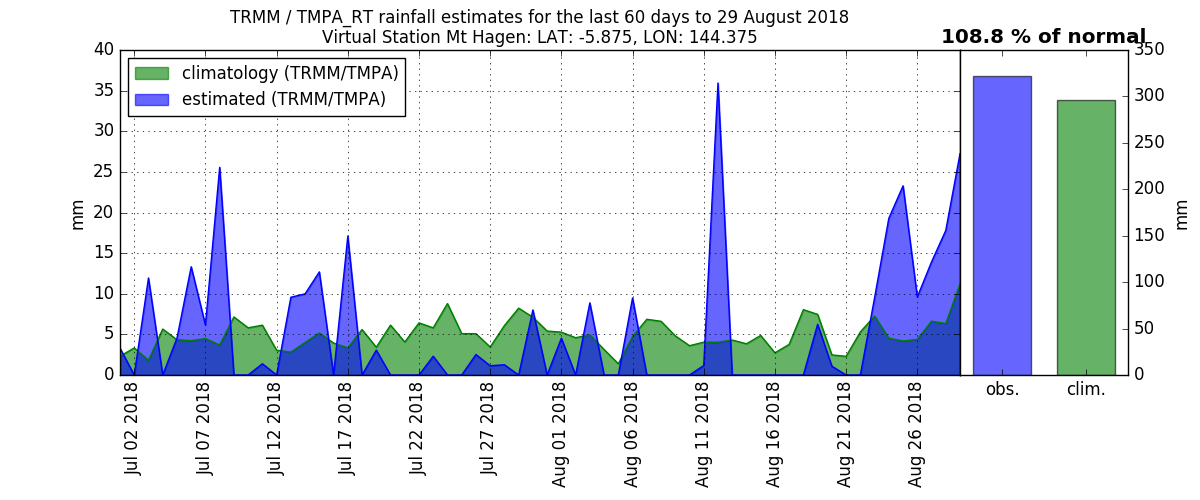 TRMM / TMPA_RT rainfall estimates for the last 60 days to 29 August 2018
Virtual Station Mt Hagen: LAT: -5.875, LON: 144.375
108.8 % of normal
climatology (TRMM/TMPA)
estimated (TRMM/TMPA)
mm
40
35
30
25
20
15
10
5
0
Jul 02 2018
Jul 07 2018
Jul 12 2018
Jul 17 2018
Jul 22 2018
Jul 27 2018
Aug 01 2018
Aug 06 2018
Aug 11 2018
Aug 16 2018
Aug 21 2018
Aug 26 2018
obs.
clim.
350
300
250
200
150
100
50
0
mm